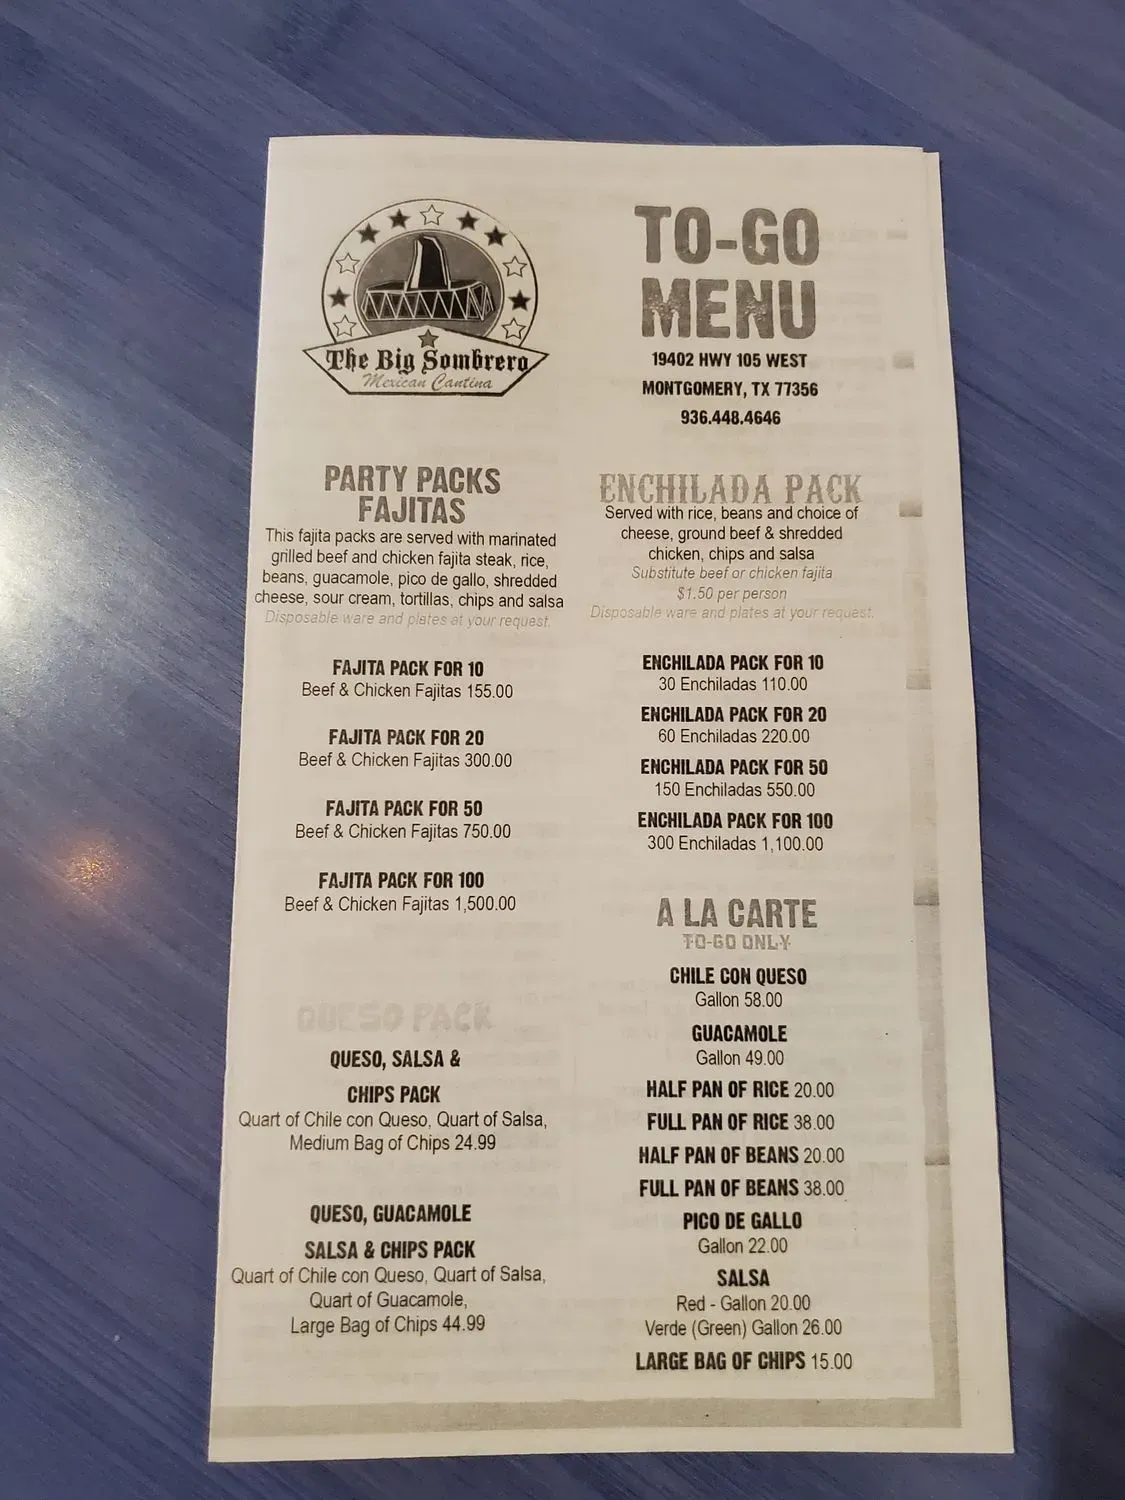 The Big Sombrero
Mexican Cantina
TO-GO
MENU
19402 HWY 105 WEST
MONTGOMERY, TX 77356
936.448.4646
PARTY PACKS
FAJITAS
This fajita packs are served with marinated
grilled beef and chicken fajita steak, rice,
beans, guacamole, pico de gallo, shredded
cheese, sour cream, tortillas, chips and salsa
Disposable ware and plates at your request.
FAJITA PACK FOR 10
Beef & Chicken Fajitas 155.00
FAJITA PACK FOR 20
Beef & Chicken Fajitas 300.00
FAJITA PACK FOR 50
Beef & Chicken Fajitas 750.00
FAJITA PACK FOR 100
Beef & Chicken Fajitas 1,500.00
QUESO PACK
QUESO, SALSA &
CHIPS PACK
Quart of Chile con Queso, Quart of Salsa,
Medium Bag of Chips 24.99
QUESO, GUACAMOLE
SALSA & CHIPS PACK
Quart of Chile con Queso, Quart of Salsa,
Quart of Guacamole,
Large Bag of Chips 44.99
ENCHILADA PACK
Served with rice, beans and choice of
cheese, ground beef & shredded
chicken, chips and salsa
Substitute beef or chicken fajita
$1.50 per person
Disposable ware and plates at your request.
ENCHILADA PACK FOR 10
30 Enchiladas 110.00
ENCHILADA PACK FOR 20
60 Enchiladas 220.00
ENCHILADA PACK FOR 50
150 Enchiladas 550.00
ENCHILADA PACK FOR 100
300 Enchiladas 1,100.00
A LA CARTE
TO-GO ONLY
CHILE CON QUESO
Gallon 58.00
GUACAMOLE
Gallon 49.00
HALF PAN OF RICE 20.00
FULL PAN OF RICE 38.00
HALF PAN OF BEANS 20.00
FULL PAN OF BEANS 38.00
PICO DE GALLO
Gallon 22.00
SALSA
Red - Gallon 20.00
Verde (Green) Gallon 26.00
LARGE BAG OF CHIPS 15.00